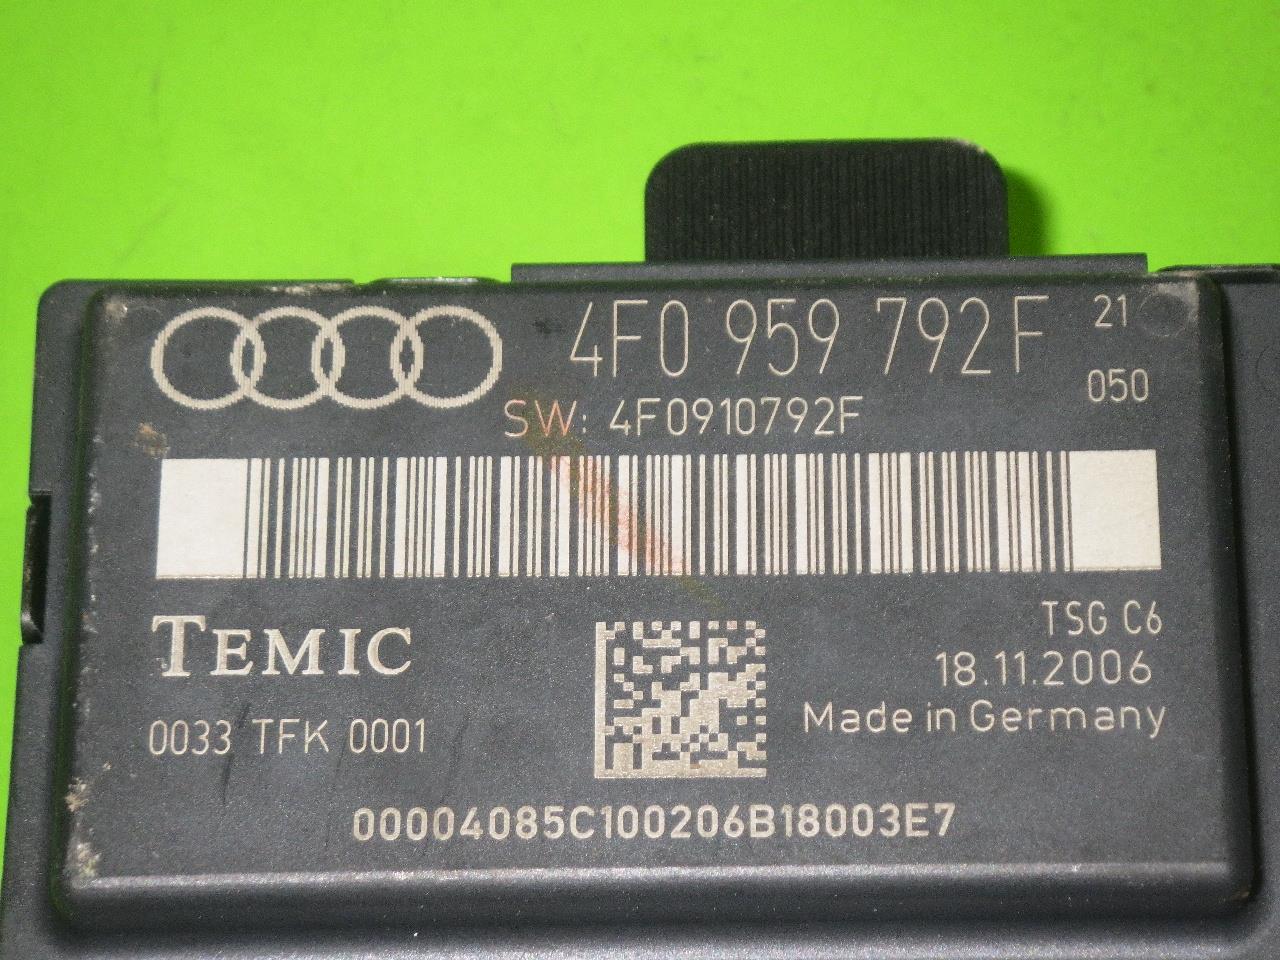 4F0 959 792 F 21
050
SW: 4F0910792F
TEMIC
TSG C6
18.11.2006
Made in Germany
0033 TFK 0001
00004085C100206B18003E7